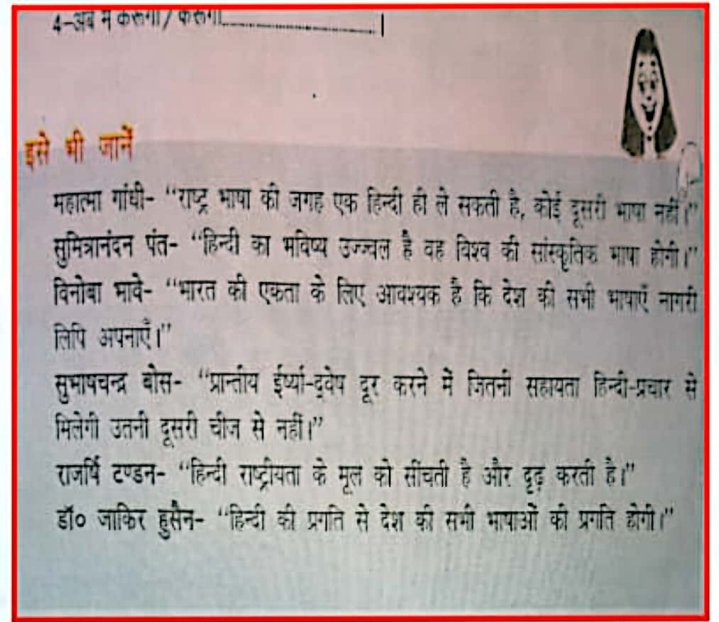 4-अब मैं करूँगी / करूँगा.............................|
इसे भी जानें
महात्मा गांधी- ‘‘राष्ट्र भाषा की जगह एक हिन्दी ही ले सकती है, कोई दूसरी भाषा नहीं।’’
सुमित्रानंदन पंत- ‘‘हिन्दी का भविष्य उज्ज्वल है वह विश्व की सांस्कृतिक भाषा होगी।’’
विनोबा भावे- ‘‘भारत की एकता के लिए आवश्यक है कि देश की सभी भाषाएँ नागरी
लिपि अपनाएँ।’’
सुभाषचन्द्र बोस- ‘‘प्रान्तीय ईर्ष्या-द्वेष दूर करने में जितनी सहायता हिन्दी-प्रचार से
मिलेगी उतनी दूसरी चीज से नहीं।’’
राजर्षि टण्डन- ‘‘हिन्दी राष्ट्रीयता के मूल को सींचती है और दृढ़ करती है।’’
डॉ० जाकिर हुसैन- ‘‘हिन्दी की प्रगति से देश की सभी भाषाओं की प्रगति होगी।’’